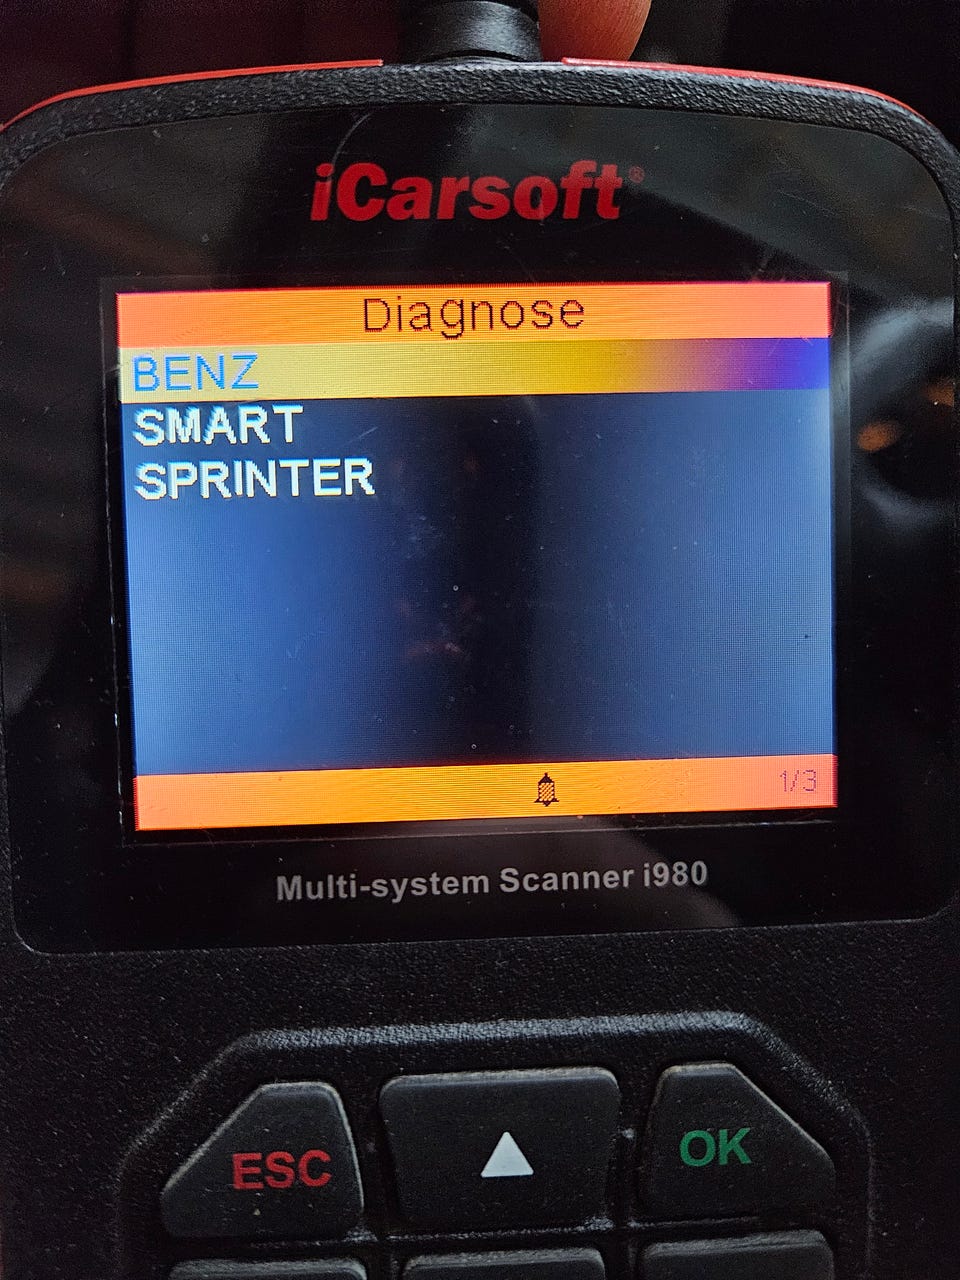 iCarsoft®
Diagnose
BENZ
SMART
SPRINTER
1/3
Multi-system Scanner i980
ESC
OK